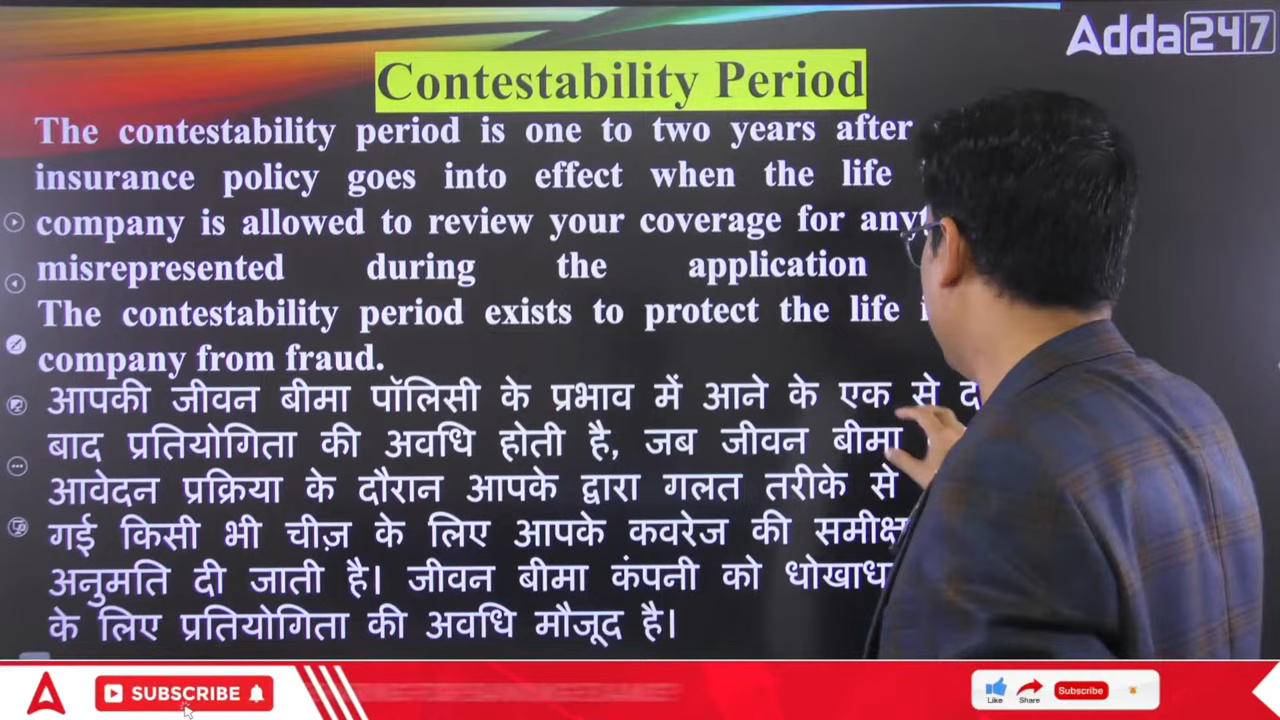 Adda247
Contestability Period
The contestability period is one to two years after
insurance policy goes into effect when the life
company is allowed to review your coverage for
misrepresented during the application
The contestability period exists to protect the life
company from fraud.
आपकी जीवन बीमा पॉलिसी के प्रभाव में आने के एक से
बाद प्रतियोगिता की अवधि होती है, जब जीवन बीमा
आवेदन प्रक्रिया के दौरान आपके द्वारा गलत तरीके से
गई किसी भी चीज़ के लिए आपके कवरेज की
अनुमति दी जाती है। जीवन बीमा कंपनी को
के लिए प्रतियोगिता की अवधि मौजूद है।
SUBSCRIBE
Like Share Subscribe